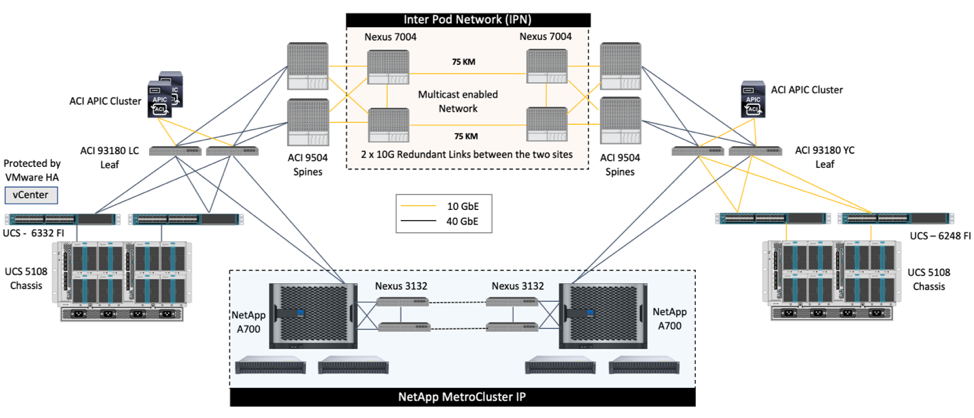 Inter Pod Network (IPN)
Nexus 7004
Nexus 7004
75 KM
Multicast enabled
Network
75 KM
2 x 10G Redundant Links between the two sites
ACI APIC Cluster
APIC
ACI
ACI APIC Cluster
APIC
ACI
ACI 93180 LC
Leaf
ACI 9504
Spines
ACI 9504
Spines
ACI 93180 YC
Leaf
Protected by
VMware HA
vCenter
10 GbE
40 GbE
UCS - 6332 FI
UCS – 6248 FI
UCS 5108
Chassis
UCS 5108
Chassis
Nexus 3132
Nexus 3132
NetApp
A700
NetApp
A700
NetApp MetroCluster IP